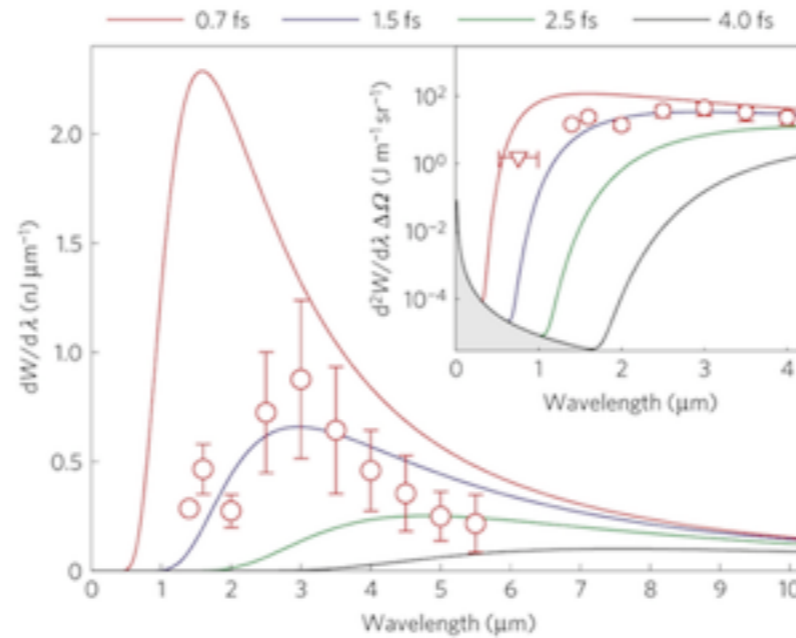 0.7 fs 1.5 fs 2.5 fs 4.0 fs
dW/dλ (nJ μm⁻¹)
2.0
1.5
1.0
0.5
0
0 1 2 3 4 5 6 7 8 9 10
Wavelength (μm)
d²W/dλ ΔΩ (J m⁻¹ sr⁻¹)
10²
10⁰
10⁻²
10⁻⁴
0 1 2 3 4
Wavelength (μm)